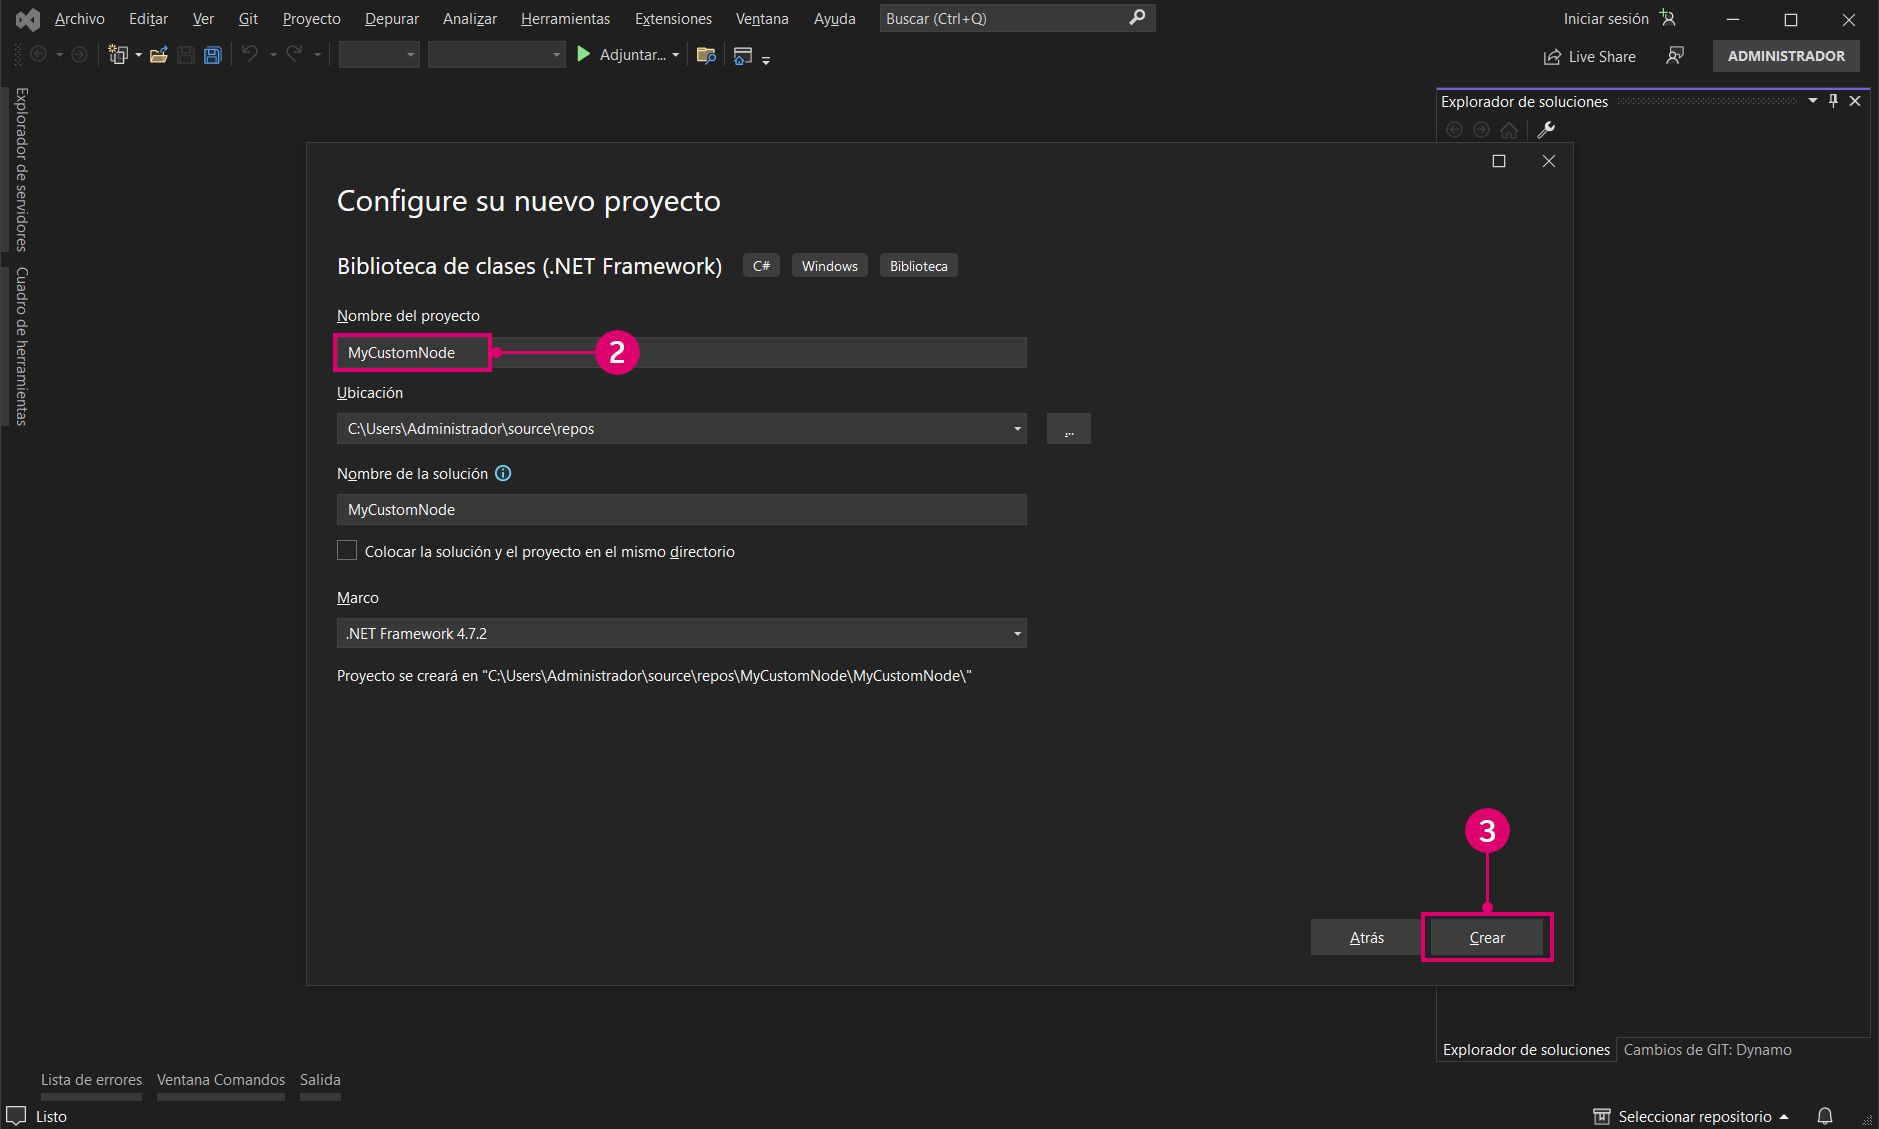 Archivo Editar Ver Git Proyecto Depurar Analizar Herramientas Extensiones Ventana Ayuda Buscar (Ctrl+Q) Iniciar sesión
Adjuntar... Live Share ADMINISTRADOR
Explorador de servidores
Cuadro de herramientas
Explorador de soluciones
Configure su nuevo proyecto
Biblioteca de clases (.NET Framework) C# Windows Biblioteca
Nombre del proyecto
MyCustomNode 2
Ubicación
C:\Users\Administrador\source\repos ...
Nombre de la solución
MyCustomNode
Colocar la solución y el proyecto en el mismo directorio
Marco
.NET Framework 4.7.2
Proyecto se creará en "C:\Users\Administrador\source\repos\MyCustomNode\MyCustomNode\"
3
Atrás Crear
Explorador de soluciones Cambios de GIT: Dynamo
Lista de errores Ventana Comandos Salida
Listo Seleccionar repositorio